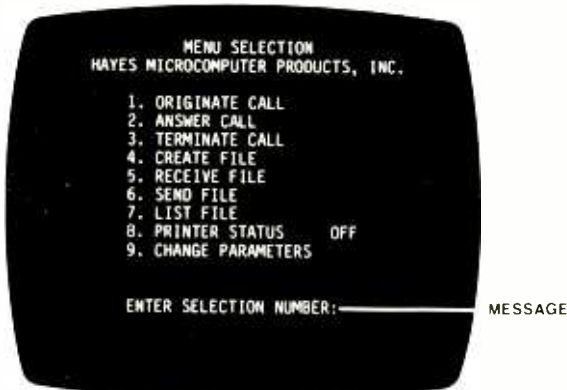 MENU SELECTION
HAYES MICROCOMPUTER PRODUCTS, INC.
1. ORIGINATE CALL
2. ANSWER CALL
3. TERMINATE CALL
4. CREATE FILE
5. RECEIVE FILE
6. SEND FILE
7. LIST FILE
8. PRINTER STATUS OFF
9. CHANGE PARAMETERS
ENTER SELECTION NUMBER: MESSAGE